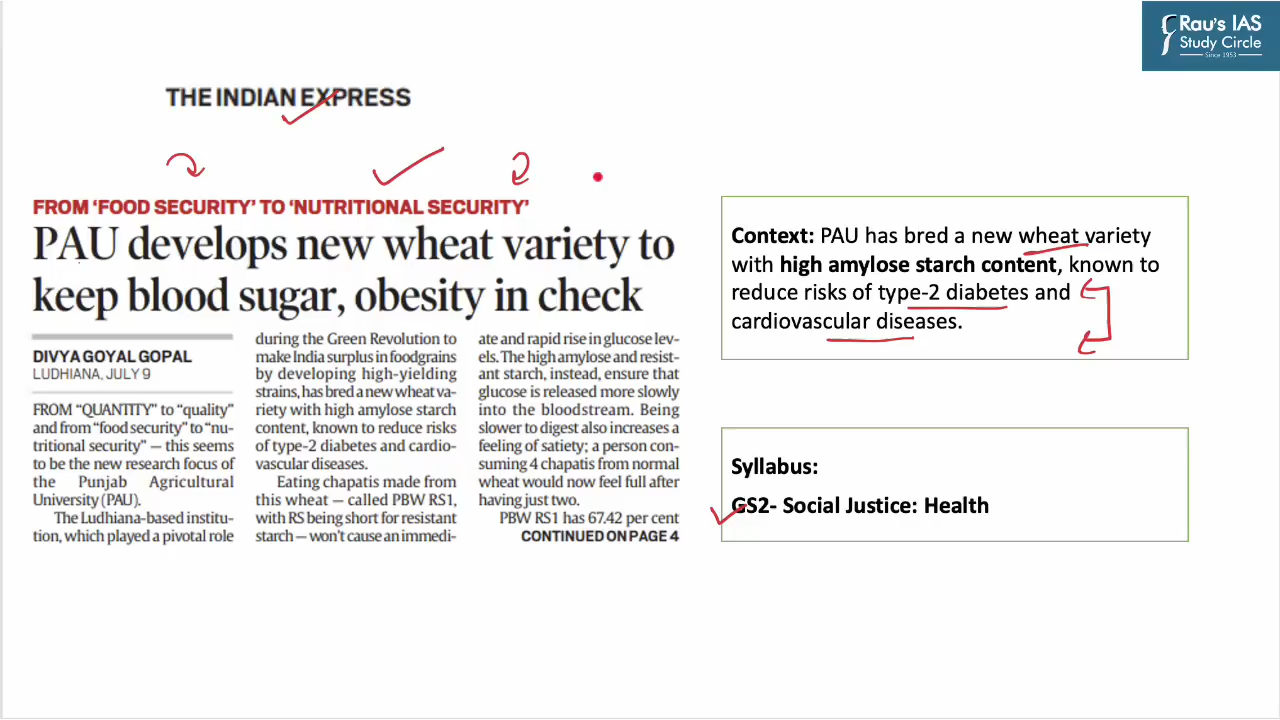 Rau's IAS
Study Circle
Since 1953
THE INDIAN EXPRESS
FROM 'FOOD SECURITY' TO 'NUTRITIONAL SECURITY'
PAU develops new wheat variety to
keep blood sugar, obesity in check
DIVYA GOYAL GOPAL
LUDHIANA, JULY 9
FROM "QUANTITY" to "quality"
and from "food security" to "nu-
tritional security" — this seems
to be the new research focus of
the Punjab Agricultural
University (PAU).
The Ludhiana-based institu-
tion, which played a pivotal role
during the Green Revolution to
make India surplus in foodgrains
by developing high-yielding
strains, has bred a new wheat va-
riety with high amylose starch
content, known to reduce risks
of type-2 diabetes and cardio-
vascular diseases.
Eating chapatis made from
this wheat — called PBW RS1,
with RS being short for resistant
starch — won't cause an immedi-
ate and rapid rise in glucose lev-
els. The high amylose and resist-
ant starch, instead, ensure that
glucose is released more slowly
into the bloodstream. Being
slower to digest also increases a
feeling of satiety; a person con-
suming 4 chapatis from normal
wheat would now feel full after
having just two.
PBW RS1 has 67.42 per cent
CONTINUED ON PAGE 4
Context: PAU has bred a new wheat variety
with high amylose starch content, known to
reduce risks of type-2 diabetes and
cardiovascular diseases.
Syllabus:
GS2- Social Justice: Health